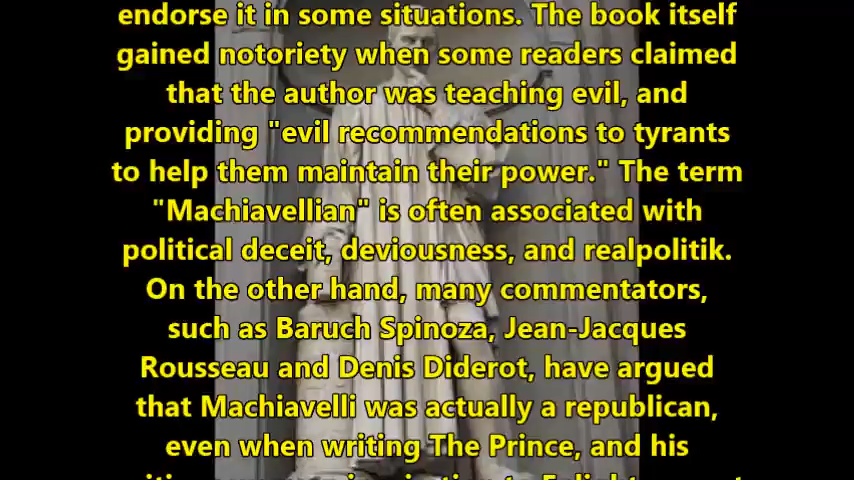 endorse it in some situations. The book itself
gained notoriety when some readers claimed
that the author was teaching evil, and
providing "evil recommendations to tyrants
to help them maintain their power." The term
"Machiavellian" is often associated with
political deceit, deviousness, and realpolitik.
On the other hand, many commentators,
such as Baruch Spinoza, Jean-Jacques
Rousseau and Denis Diderot, have argued
that Machiavelli was actually a republican,
even when writing The Prince, and his